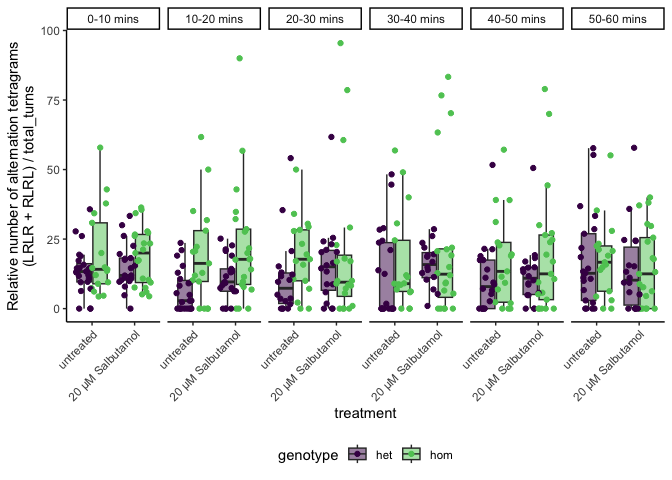 0-10 mins 10-20 mins 20-30 mins 30-40 mins 40-50 mins 50-60 mins
Relative number of alternation tetragrams
(LRLR + RLRL) / total_turns
100
75
50
25
0
untreated 20 µM Salbutamol untreated 20 µM Salbutamol untreated 20 µM Salbutamol untreated 20 µM Salbutamol untreated 20 µM Salbutamol untreated 20 µM Salbutamol
treatment
genotype het hom